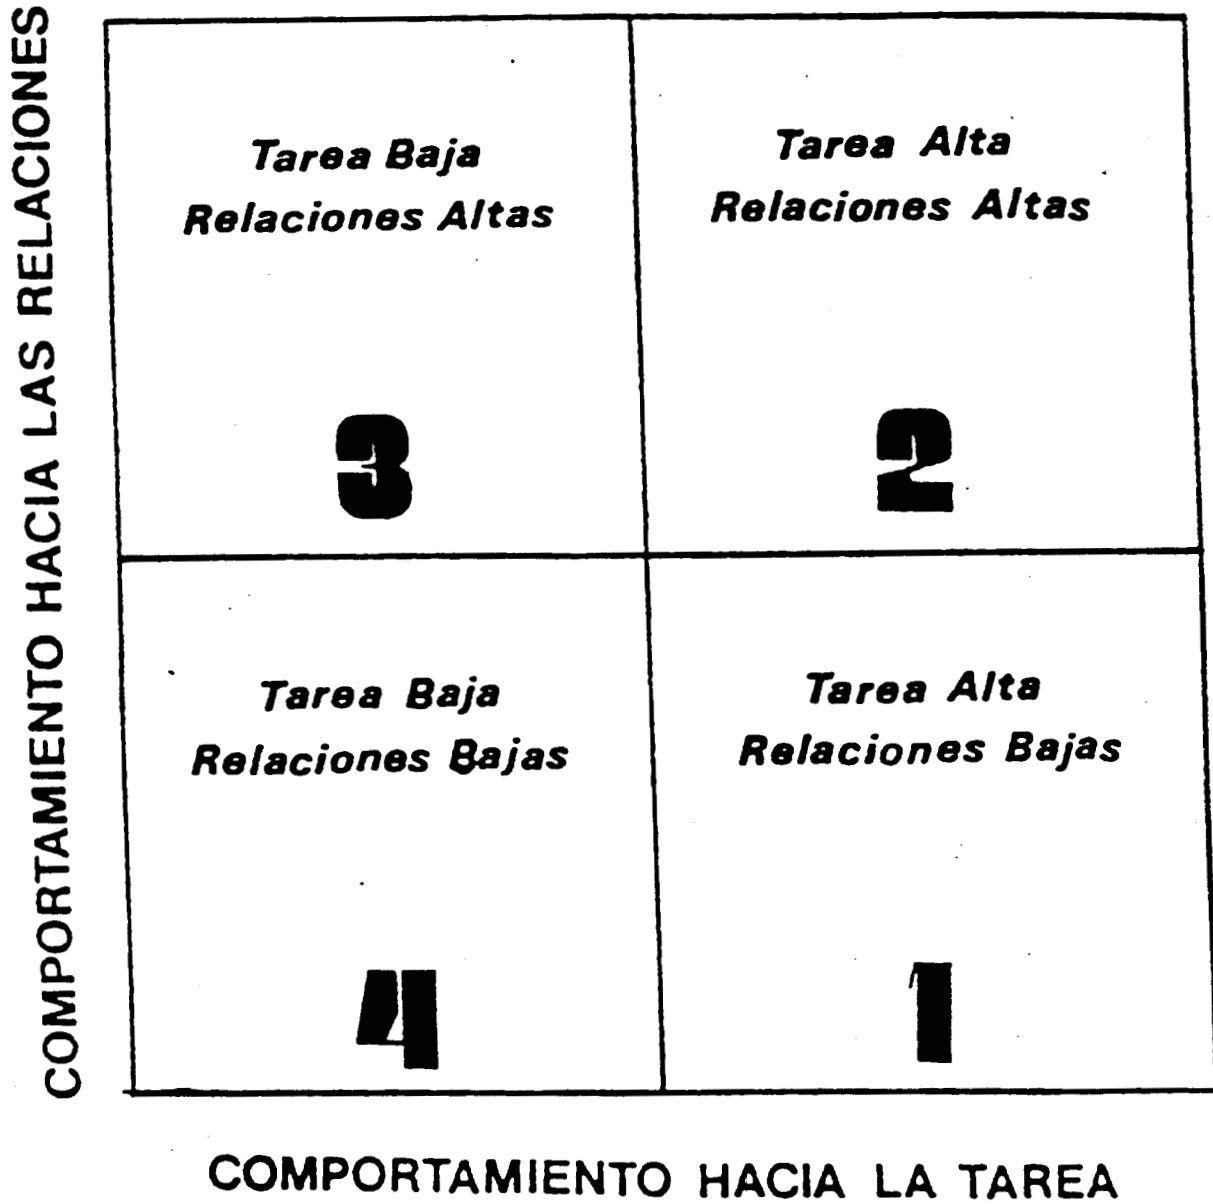 COMPORTAMIENTO HACIA LAS RELACIONES
Tarea Baja
Relaciones Altas
3
Tarea Alta
Relaciones Altas
2
Tarea Baja
Relaciones Bajas
4
Tarea Alta
Relaciones Bajas
1
COMPORTAMIENTO HACIA LA TAREA